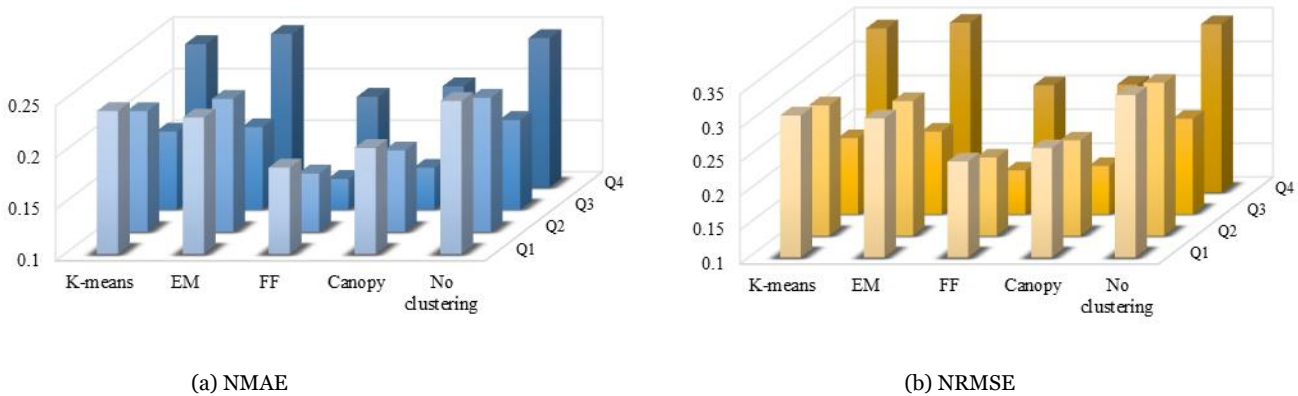 0.25
0.2
0.15
0.1
K-means
EM
FF
Canopy
No
clustering
Q1
Q2
Q3
Q4
(a) NMAE
0.35
0.3
0.25
0.2
0.15
0.1
K-means
EM
FF
Canopy
No
clustering
Q1
Q2
Q3
Q4
(b) NRMSE